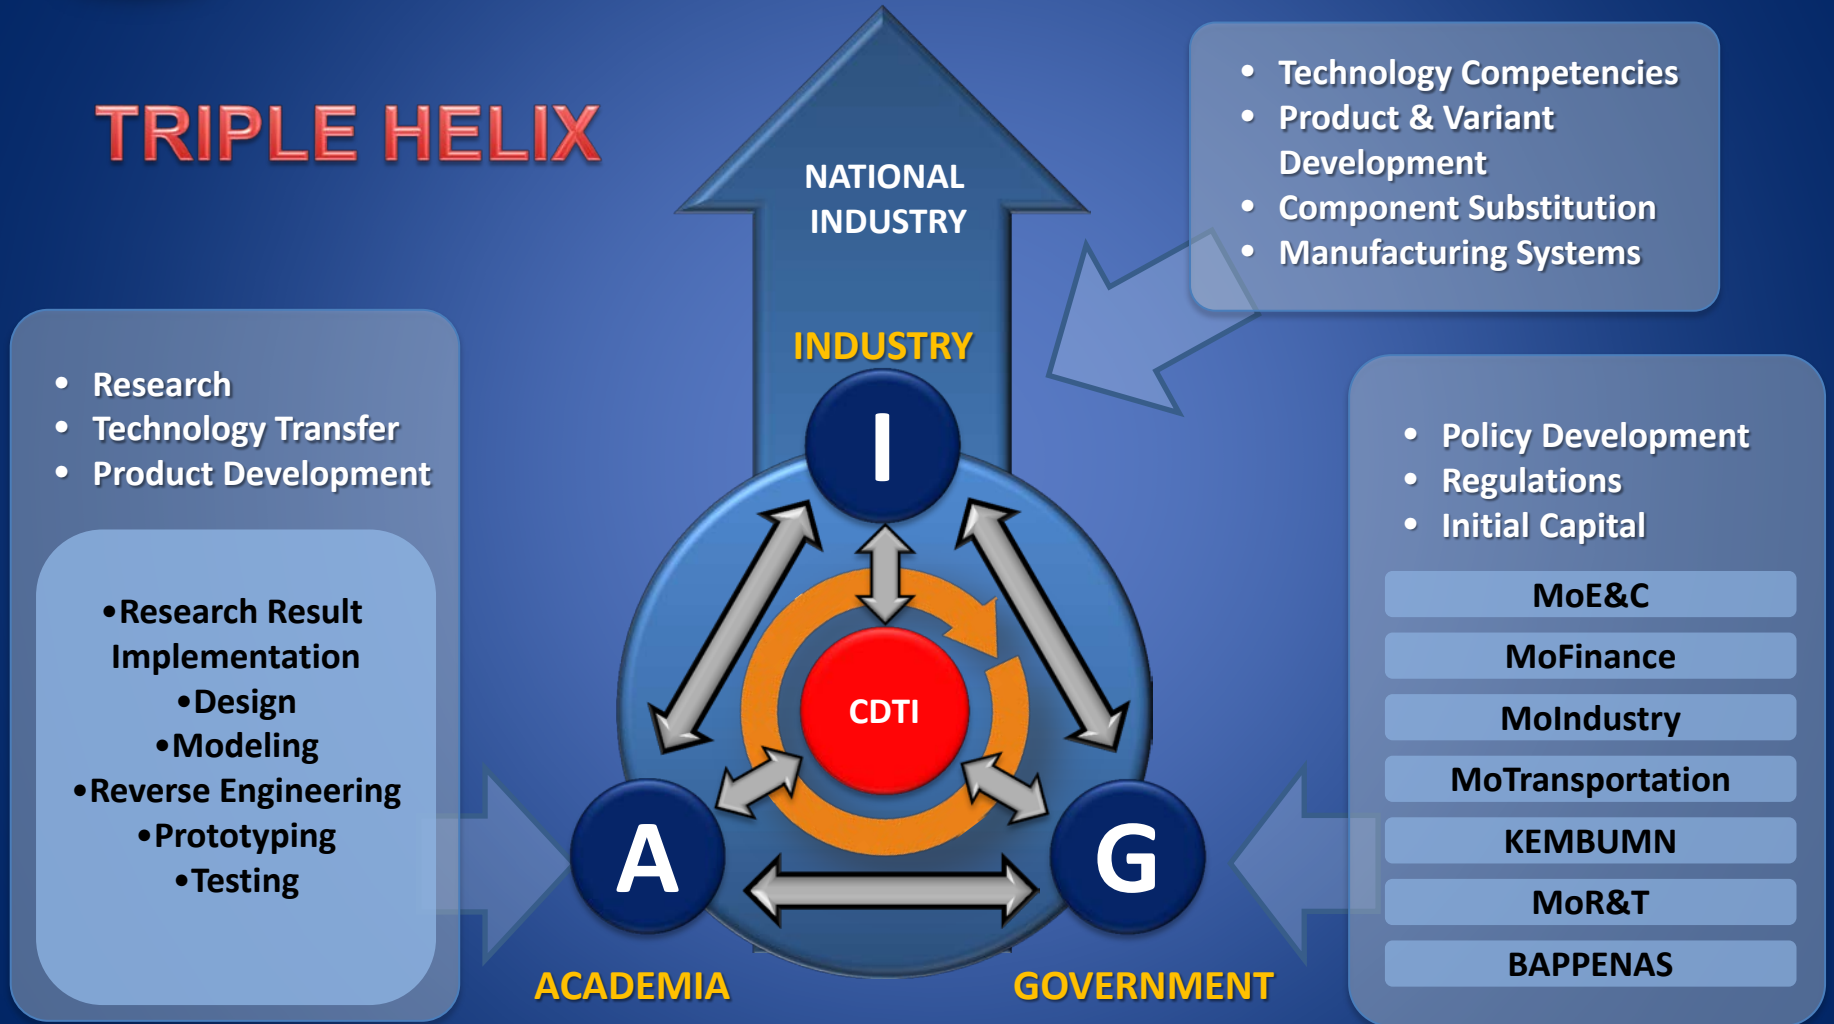 TRIPLE HELIX
NATIONAL
INDUSTRY
• Technology Competencies
• Product & Variant
Development
• Component Substitution
• Manufacturing Systems
INDUSTRY
I
• Research
• Technology Transfer
• Product Development
•Research Result
Implementation
•Design
•Modeling
•Reverse Engineering
•Prototyping
•Testing
CDTI
A
G
ACADEMIA
GOVERNMENT
• Policy Development
• Regulations
• Initial Capital
MoE&C
MoFinance
MoIndustry
MoTransportation
KEMBUMN
MoR&T
BAPPENAS